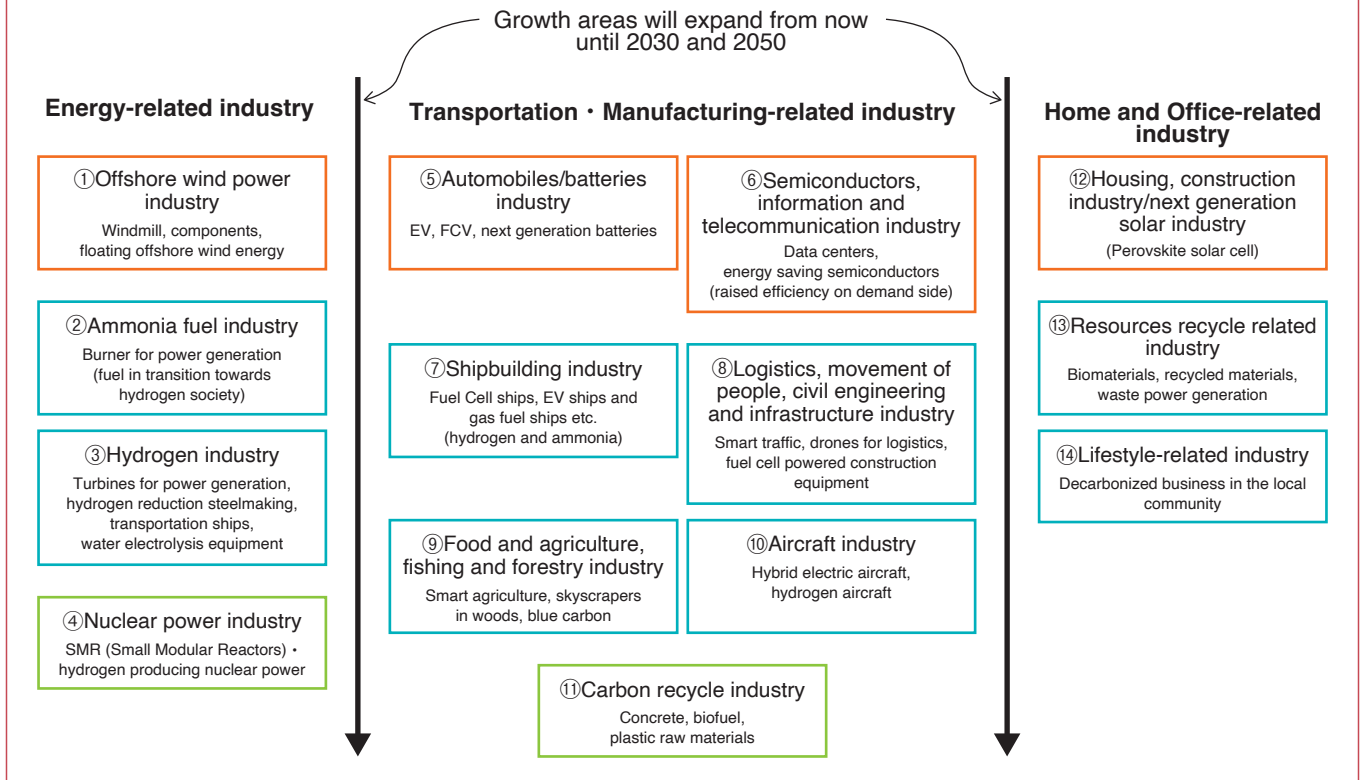 Growth areas will expand from now
until 2030 and 2050
Energy-related industry
①Offshore wind power
industry
Windmill, components,
floating offshore wind energy
②Ammonia fuel industry
Burner for power generation
(fuel in transition towards
hydrogen society)
③Hydrogen industry
Turbines for power generation,
hydrogen reduction steelmaking,
transportation ships,
water electrolysis equipment
④Nuclear power industry
SMR (Small Modular Reactors)・
hydrogen producing nuclear power
Transportation・Manufacturing-related industry
⑤Automobiles/batteries
industry
EV, FCV, next generation batteries
⑥Semiconductors,
information and
telecommunication industry
Data centers,
energy saving semiconductors
(raised efficiency on demand side)
⑦Shipbuilding industry
Fuel Cell ships, EV ships and
gas fuel ships etc.
(hydrogen and ammonia)
⑧Logistics, movement of
people, civil engineering
and infrastructure industry
Smart traffic, drones for logistics,
fuel cell powered construction
equipment
⑨Food and agriculture,
fishing and forestry industry
Smart agriculture, skyscrapers
in woods, blue carbon
⑩Aircraft industry
Hybrid electric aircraft,
hydrogen aircraft
⑪Carbon recycle industry
Concrete, biofuel,
plastic raw materials
Home and Office-related
industry
⑫Housing, construction
industry/next generation
solar industry
(Perovskite solar cell)
⑬Resources recycle related
industry
Biomaterials, recycled materials,
waste power generation
⑭Lifestyle-related industry
Decarbonized business in the local
community